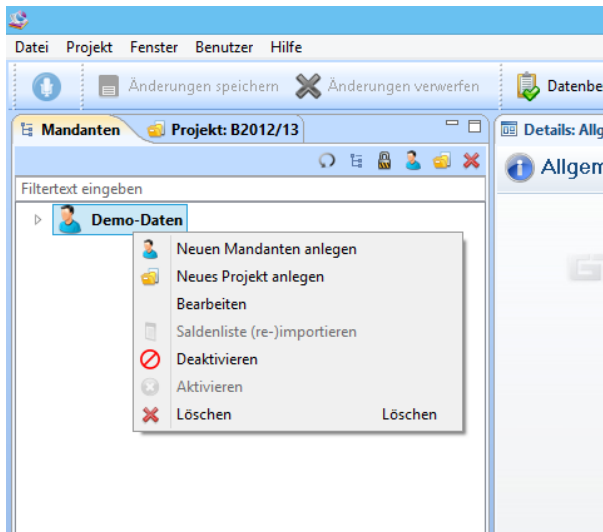 Datei Projekt Fenster Benutzer Hilfe
Änderungen speichern Änderungen verwerfen Datenbe
Mandanten Projekt: B2012/13 Details: Allg
Allgem
Filtertext eingeben
Demo-Daten
Neuen Mandanten anlegen
Neues Projekt anlegen
Bearbeiten
Saldenliste (re-)importieren
Deaktivieren
Aktivieren
Löschen Löschen